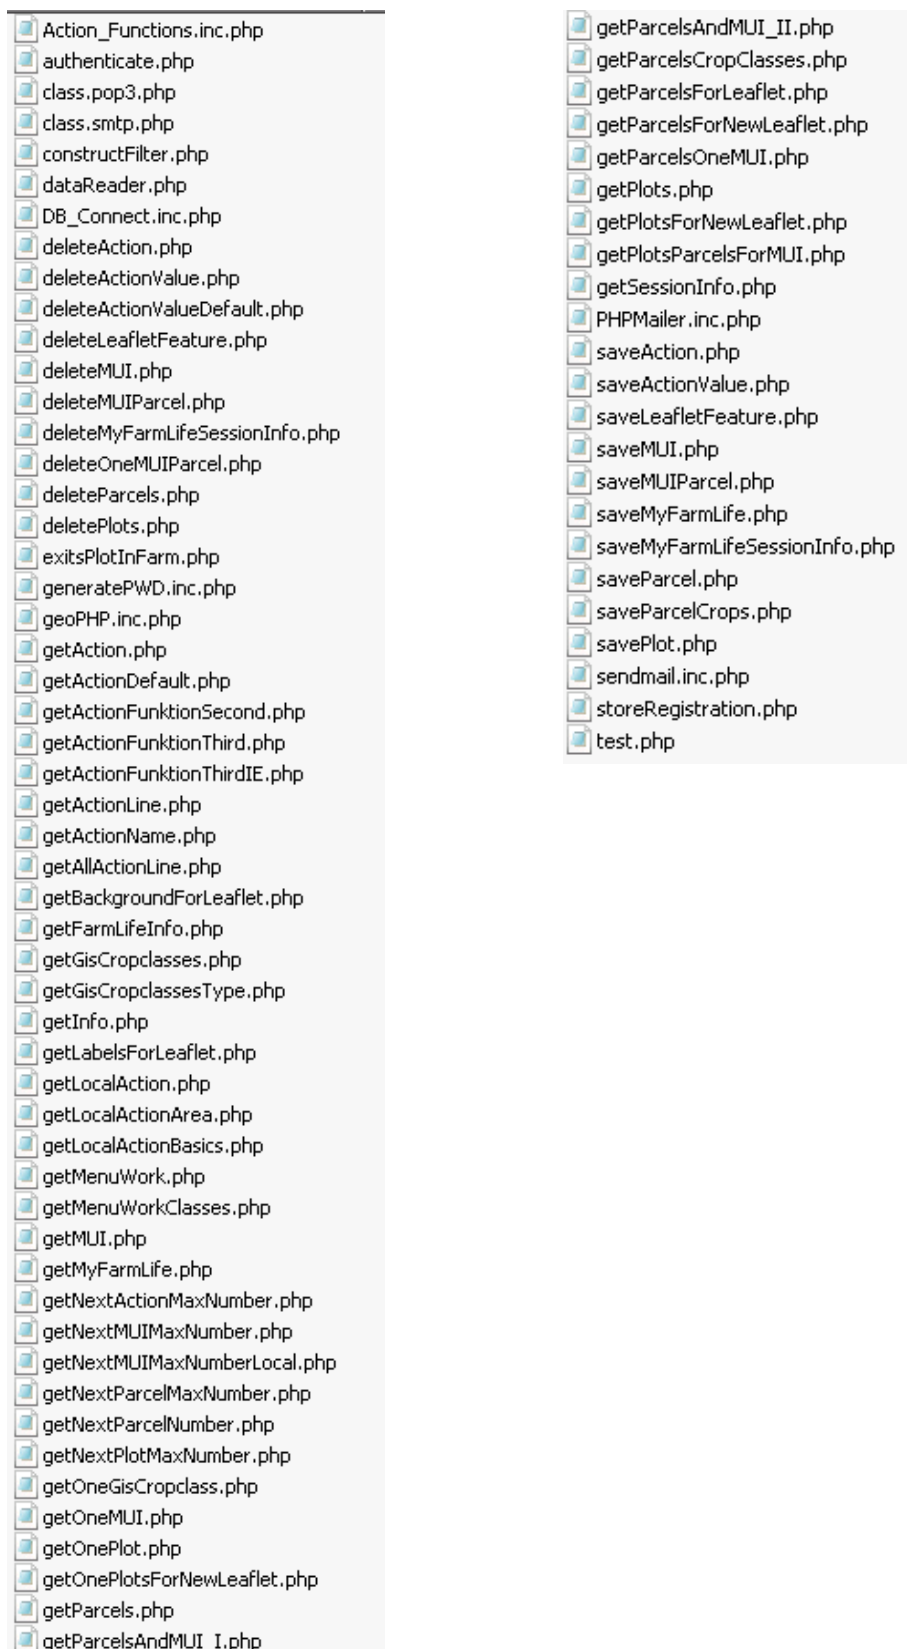 Action_Functions.inc.php
authenticate.php
class.pop3.php
class.smtp.php
constructFilter.php
dataReader.php
DB_Connect.inc.php
deleteAction.php
deleteActionValue.php
deleteActionValueDefault.php
deleteLeafletFeature.php
deleteMUI.php
deleteMUIParcel.php
deleteMyFarmLifeSessionInfo.php
deleteOneMUIParcel.php
deleteParcels.php
deletePlots.php
exitsPlotInFarm.php
generatePWD.inc.php
geoPHP.inc.php
getAction.php
getActionDefault.php
getActionFunktionSecond.php
getActionFunktionThird.php
getActionFunktionThirdIE.php
getActionLine.php
getActionName.php
getAllActionLine.php
getBackgroundForLeaflet.php
getFarmLifeInfo.php
getGisCropclasses.php
getGisCropclassesType.php
getInfo.php
getLabelsForLeaflet.php
getLocalAction.php
getLocalActionArea.php
getLocalActionBasics.php
getMenuWork.php
getMenuWorkClasses.php
getMUI.php
getMyFarmLife.php
getNextActionMaxNumber.php
getNextMUIMaxNumber.php
getNextMUIMaxNumberLocal.php
getNextParcelMaxNumber.php
getNextParcelNumber.php
getNextPlotMaxNumber.php
getOneGisCropclass.php
getOneMUI.php
getOnePlot.php
getOnePlotsForNewLeaflet.php
getParcels.php
getParcelsAndMUI_I.php
getParcelsAndMUI_II.php
getParcelsCropClasses.php
getParcelsForLeaflet.php
getParcelsForNewLeaflet.php
getParcelsOneMUI.php
getPlots.php
getPlotsForNewLeaflet.php
getPlotsParcelsForMUI.php
getSessionInfo.php
PHPMailer.inc.php
saveAction.php
saveActionValue.php
saveLeafletFeature.php
saveMUI.php
saveMUIParcel.php
saveMyFarmLife.php
saveMyFarmLifeSessionInfo.php
saveParcel.php
saveParcelCrops.php
savePlot.php
sendmail.inc.php
storeRegistration.php
test.php